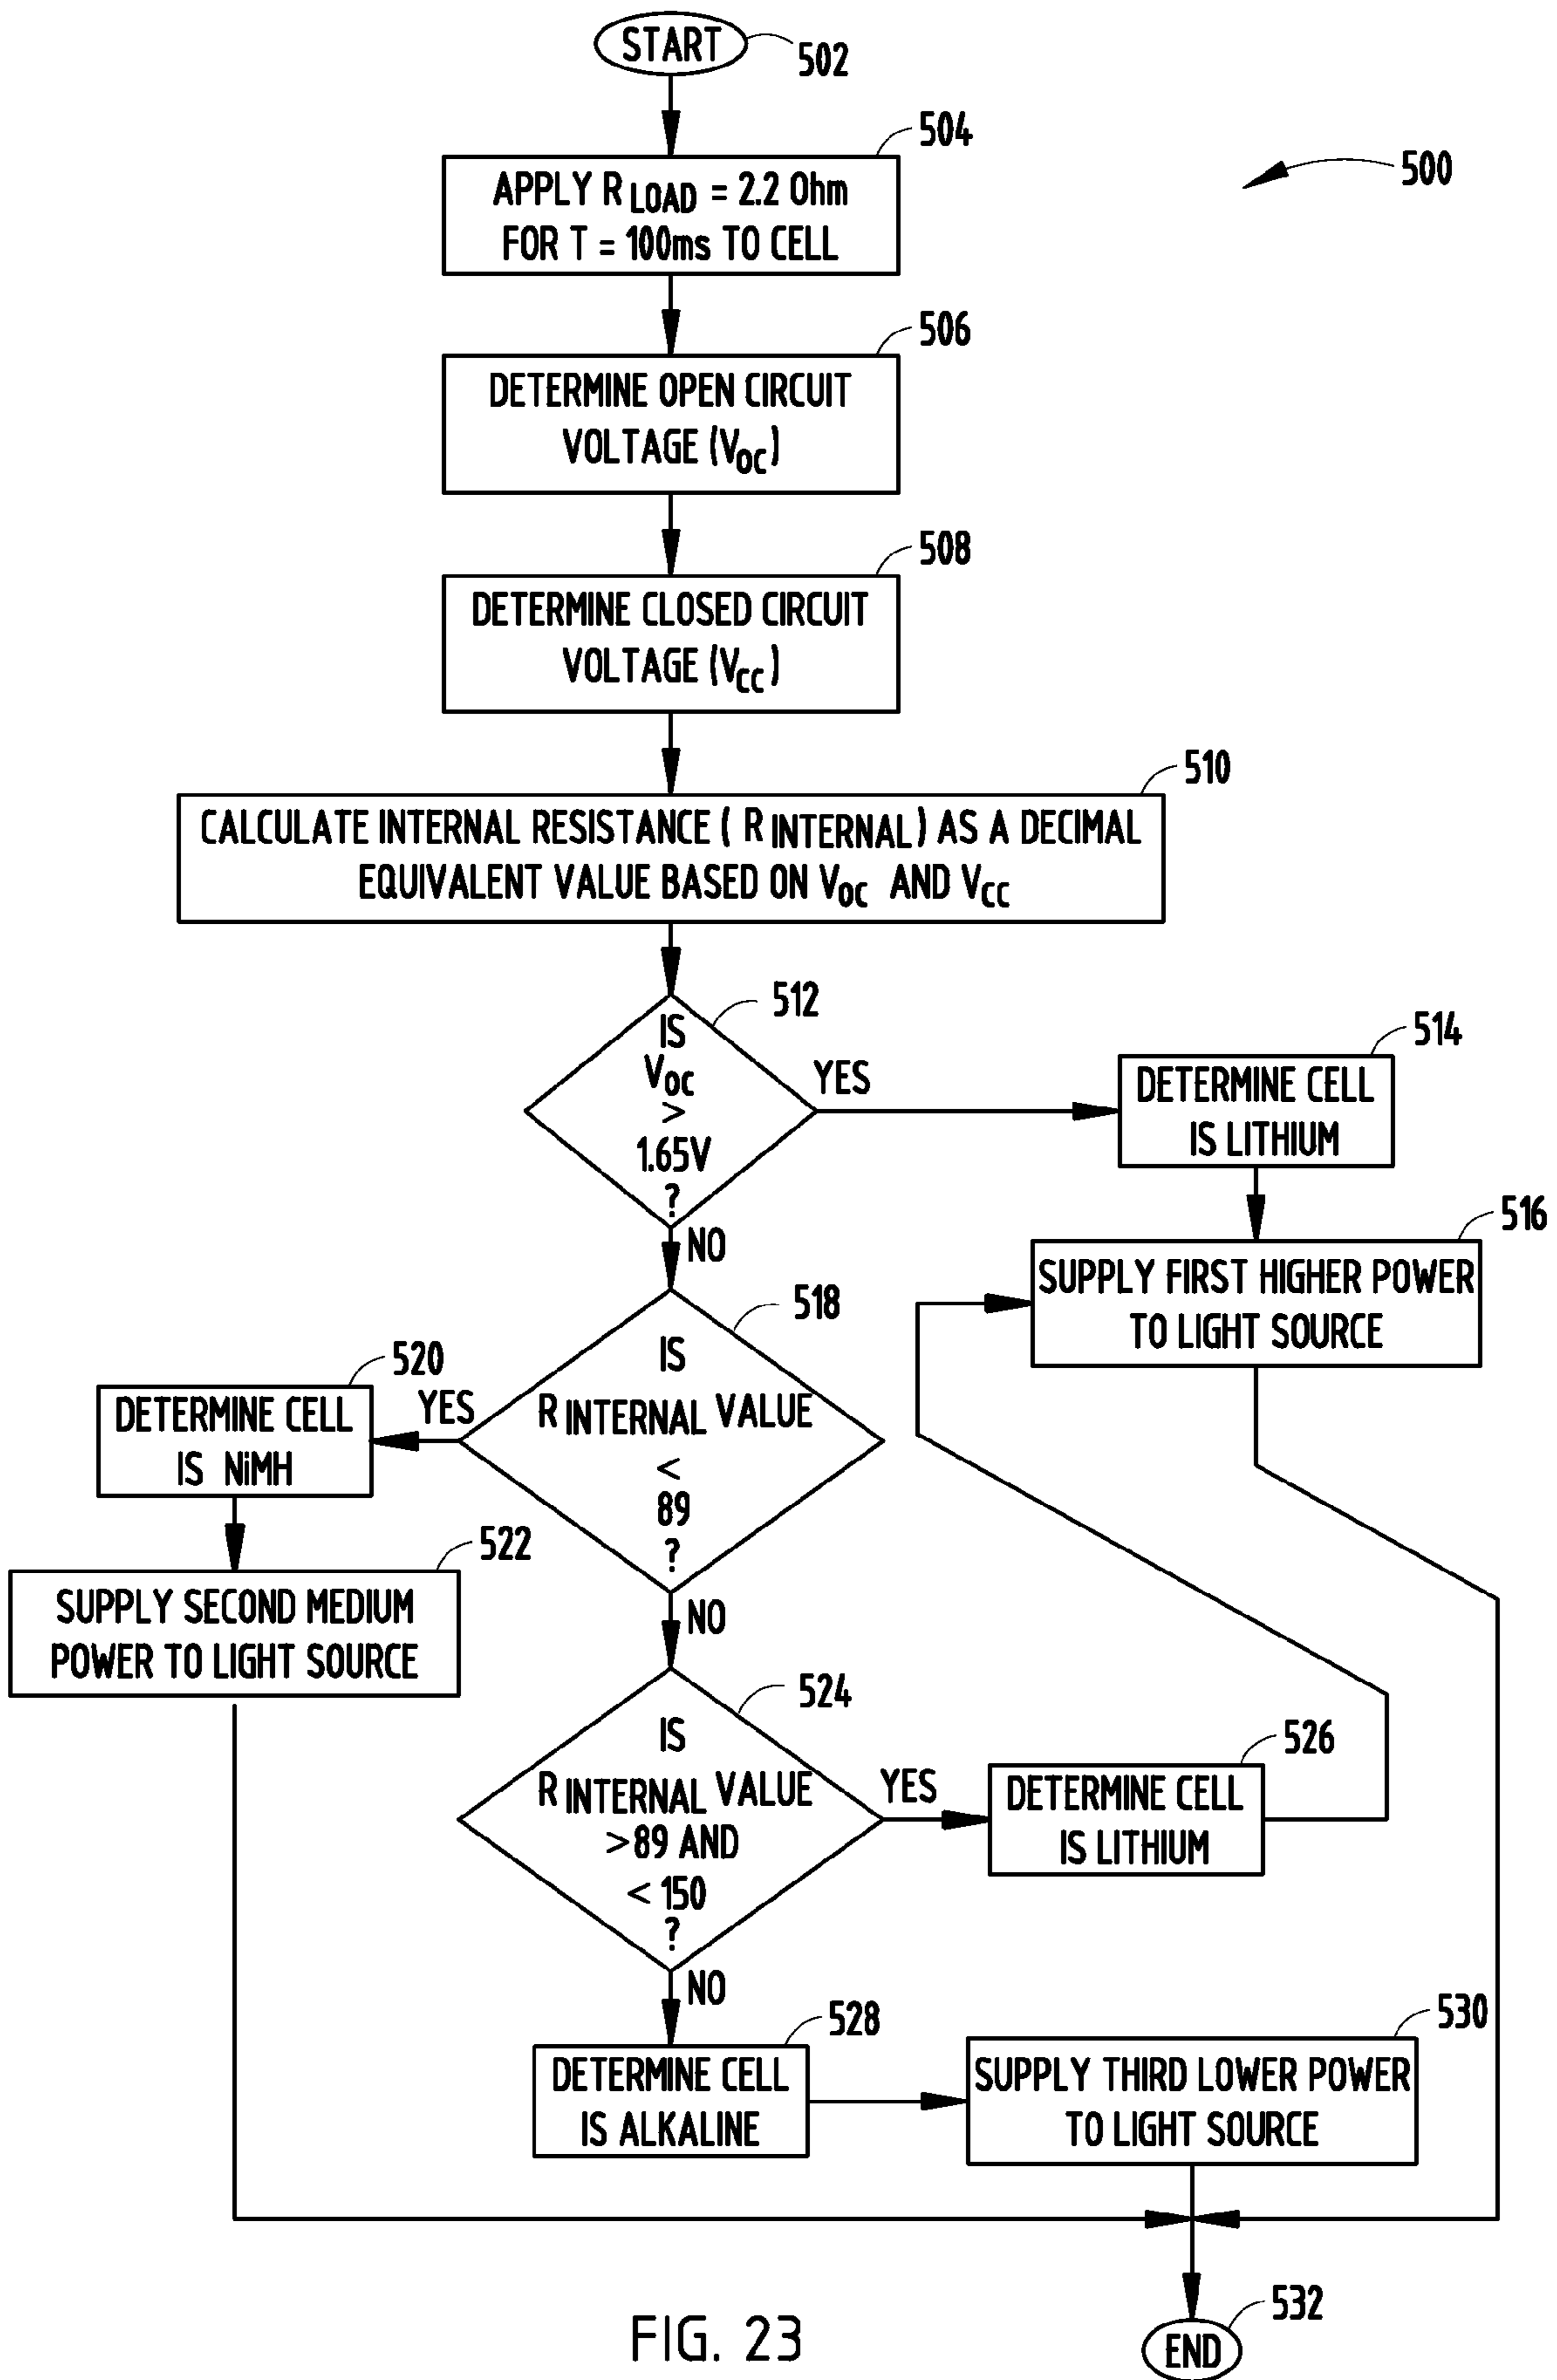 START
502
504
500
APPLY R LOAD = 2.2 Ohm
FOR T = 100ms TO CELL
506
DETERMINE OPEN CIRCUIT
VOLTAGE (VOC)
508
DETERMINE CLOSED CIRCUIT
VOLTAGE (VCC)
510
CALCULATE INTERNAL RESISTANCE ( R INTERNAL) AS A DECIMAL
EQUIVALENT VALUE BASED ON VOC AND VCC
512
IS
VOC
>
1.65V
?
YES
NO
514
DETERMINE CELL
IS LITHIUM
516
SUPPLY FIRST HIGHER POWER
TO LIGHT SOURCE
518
IS
R INTERNAL VALUE
<
89
?
YES
NO
520
DETERMINE CELL
IS NiMH
522
SUPPLY SECOND MEDIUM
POWER TO LIGHT SOURCE
524
IS
R INTERNAL VALUE
>89 AND
< 150
?
YES
NO
526
DETERMINE CELL
IS LITHIUM
528
DETERMINE CELL
IS ALKALINE
530
SUPPLY THIRD LOWER POWER
TO LIGHT SOURCE
532
END
FIG. 23